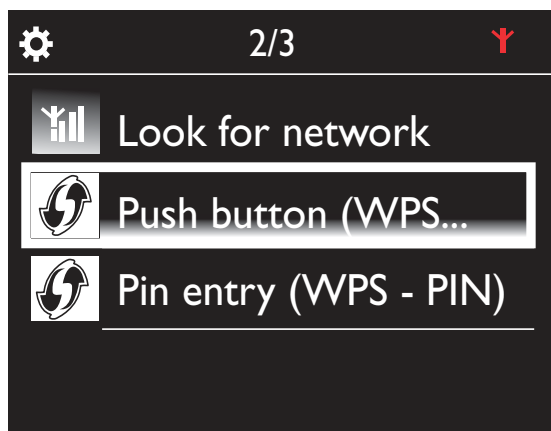 2/3
Look for network
Push button (WPS...
Pin entry (WPS - PIN)